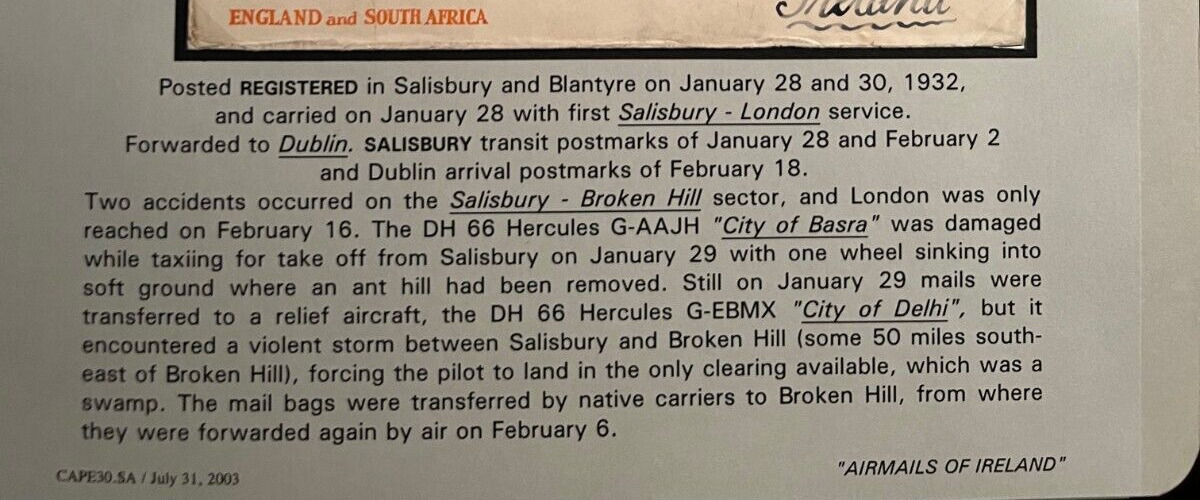 ENGLAND and SOUTH AFRICA
Ireland
Posted REGISTERED in Salisbury and Blantyre on January 28 and 30, 1932,
and carried on January 28 with first Salisbury - London service.
Forwarded to Dublin. SALISBURY transit postmarks of January 28 and February 2
and Dublin arrival postmarks of February 18.
Two accidents occurred on the Salisbury - Broken Hill sector, and London was only
reached on February 16. The DH 66 Hercules G-AAJH "City of Basra" was damaged
while taxiing for take off from Salisbury on January 29 with one wheel sinking into
soft ground where an ant hill had been removed. Still on January 29 mails were
transferred to a relief aircraft, the DH 66 Hercules G-EBMX "City of Delhi", but it
encountered a violent storm between Salisbury and Broken Hill (some 50 miles south-
east of Broken Hill), forcing the pilot to land in the only clearing available, which was a
swamp. The mail bags were transferred by native carriers to Broken Hill, from where
they were forwarded again by air on February 6.
CAPE30.SA / July 31, 2003
"AIRMAILS OF IRELAND"